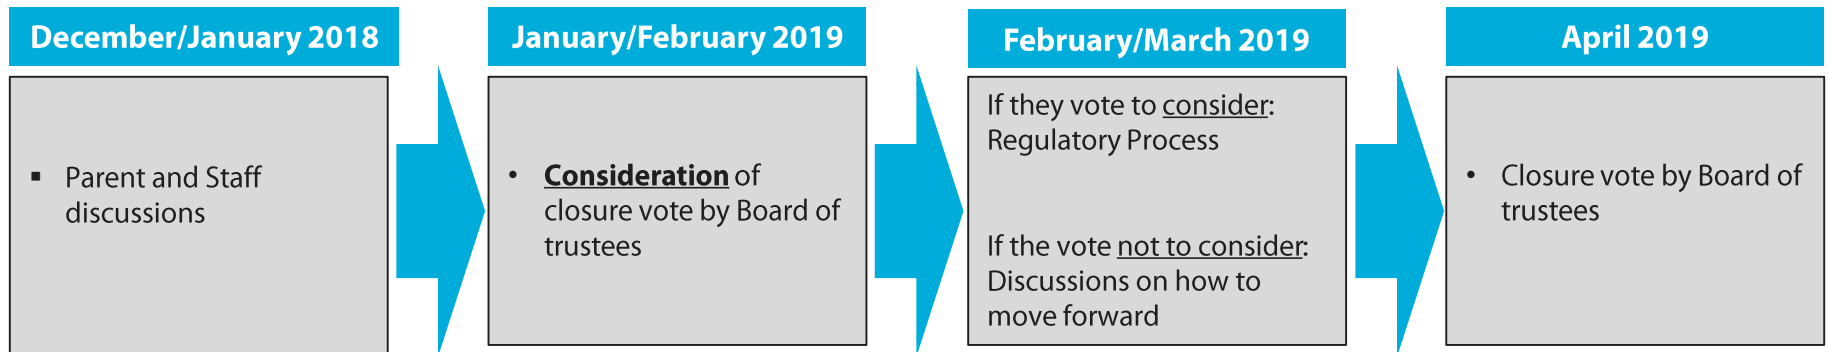 December/January 2018
▪ Parent and Staff
discussions
January/February 2019
• Consideration of
closure vote by Board of
trustees
February/March 2019
If they vote to consider:
Regulatory Process
If the vote not to consider:
Discussions on how to
move forward
April 2019
• Closure vote by Board of
trustees